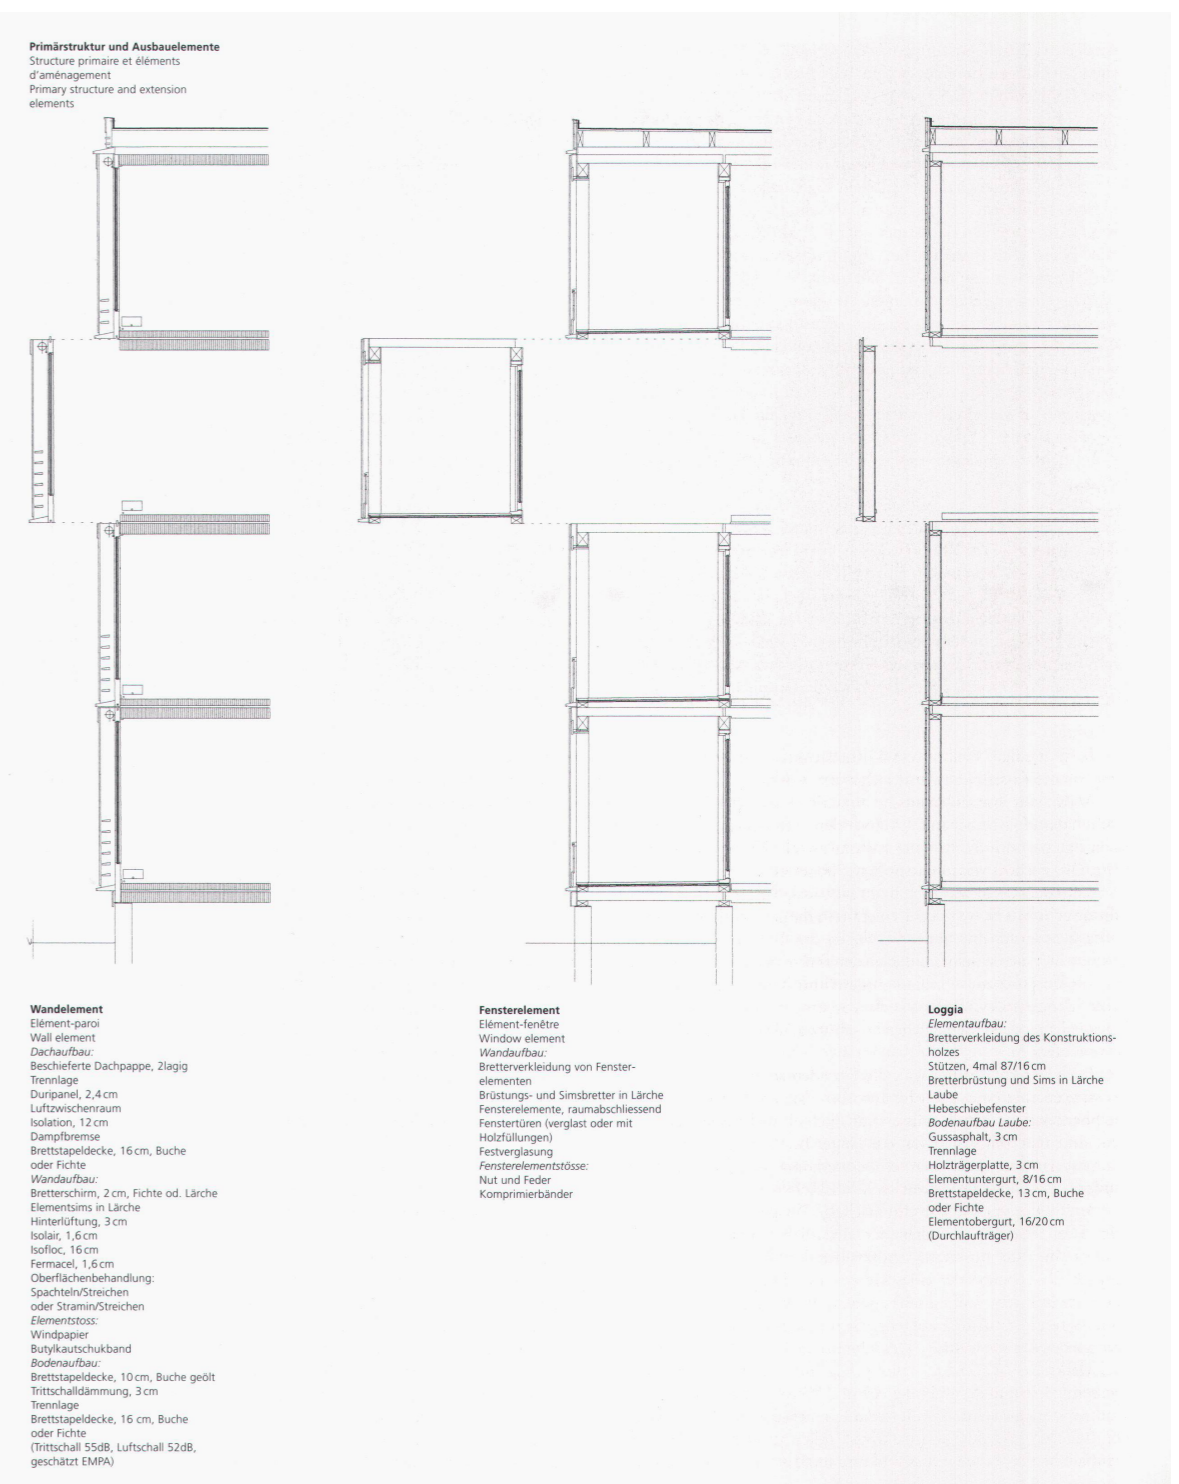 Primärstruktur und Ausbauelemente
Structure primaire et éléments
d'aménagement
Primary structure and extension
elements
Wandelement
Elément-paroi
Wall element
Dachaufbau:
Beschieferte Dachpappe, 2lagig
Trennlage
Duripanel, 2,4 cm
Luftzwischenraum
Isolation, 12 cm
Dampfbremse
Brettstapeldecke, 16 cm, Buche
oder Fichte
Wandaufbau:
Bretterschirm, 2 cm, Fichte od. Lärche
Elementsims in Lärche
Hinterlüftung, 3 cm
Isolair, 1,6 cm
Isofloc, 16 cm
Fermacel, 1,6 cm
Oberflächenbehandlung:
Spachteln/Streichen
oder Stramin/Streichen
Elementstoss:
Windpapier
Butylkautschukband
Bodenaufbau:
Brettstapeldecke, 10 cm, Buche geölt
Trittschalldämmung, 3 cm
Trennlage
Brettstapeldecke, 16 cm, Buche
oder Fichte
(Trittschall 55dB, Luftschall 52dB,
geschätzt EMPA)
Fensterelement
Elément-fenêtre
Window element
Wandaufbau:
Bretterverkleidung von Fenster-
elementen
Brüstungs- und Simsbretter in Lärche
Fensterelemente, raumabschliessend
Fenstertüren (verglast oder mit
Holzfüllungen)
Festverglasung
Fensterelementstösse:
Nut und Feder
Komprimierbänder
Loggia
Elementaufbau:
Bretterverkleidung des Konstruktions-
holzes
Stützen, 4mal 87/16 cm
Bretterbrüstung und Sims in Lärche
Laube
Hebeschiebefenster
Bodenaufbau Laube:
Gussasphalt, 3 cm
Trennlage
Holzträgerplatte, 3 cm
Elementuntergurt, 8/16 cm
Brettstapeldecke, 13 cm, Buche
oder Fichte
Elementobergurt, 16/20 cm
(Durchlaufträger)